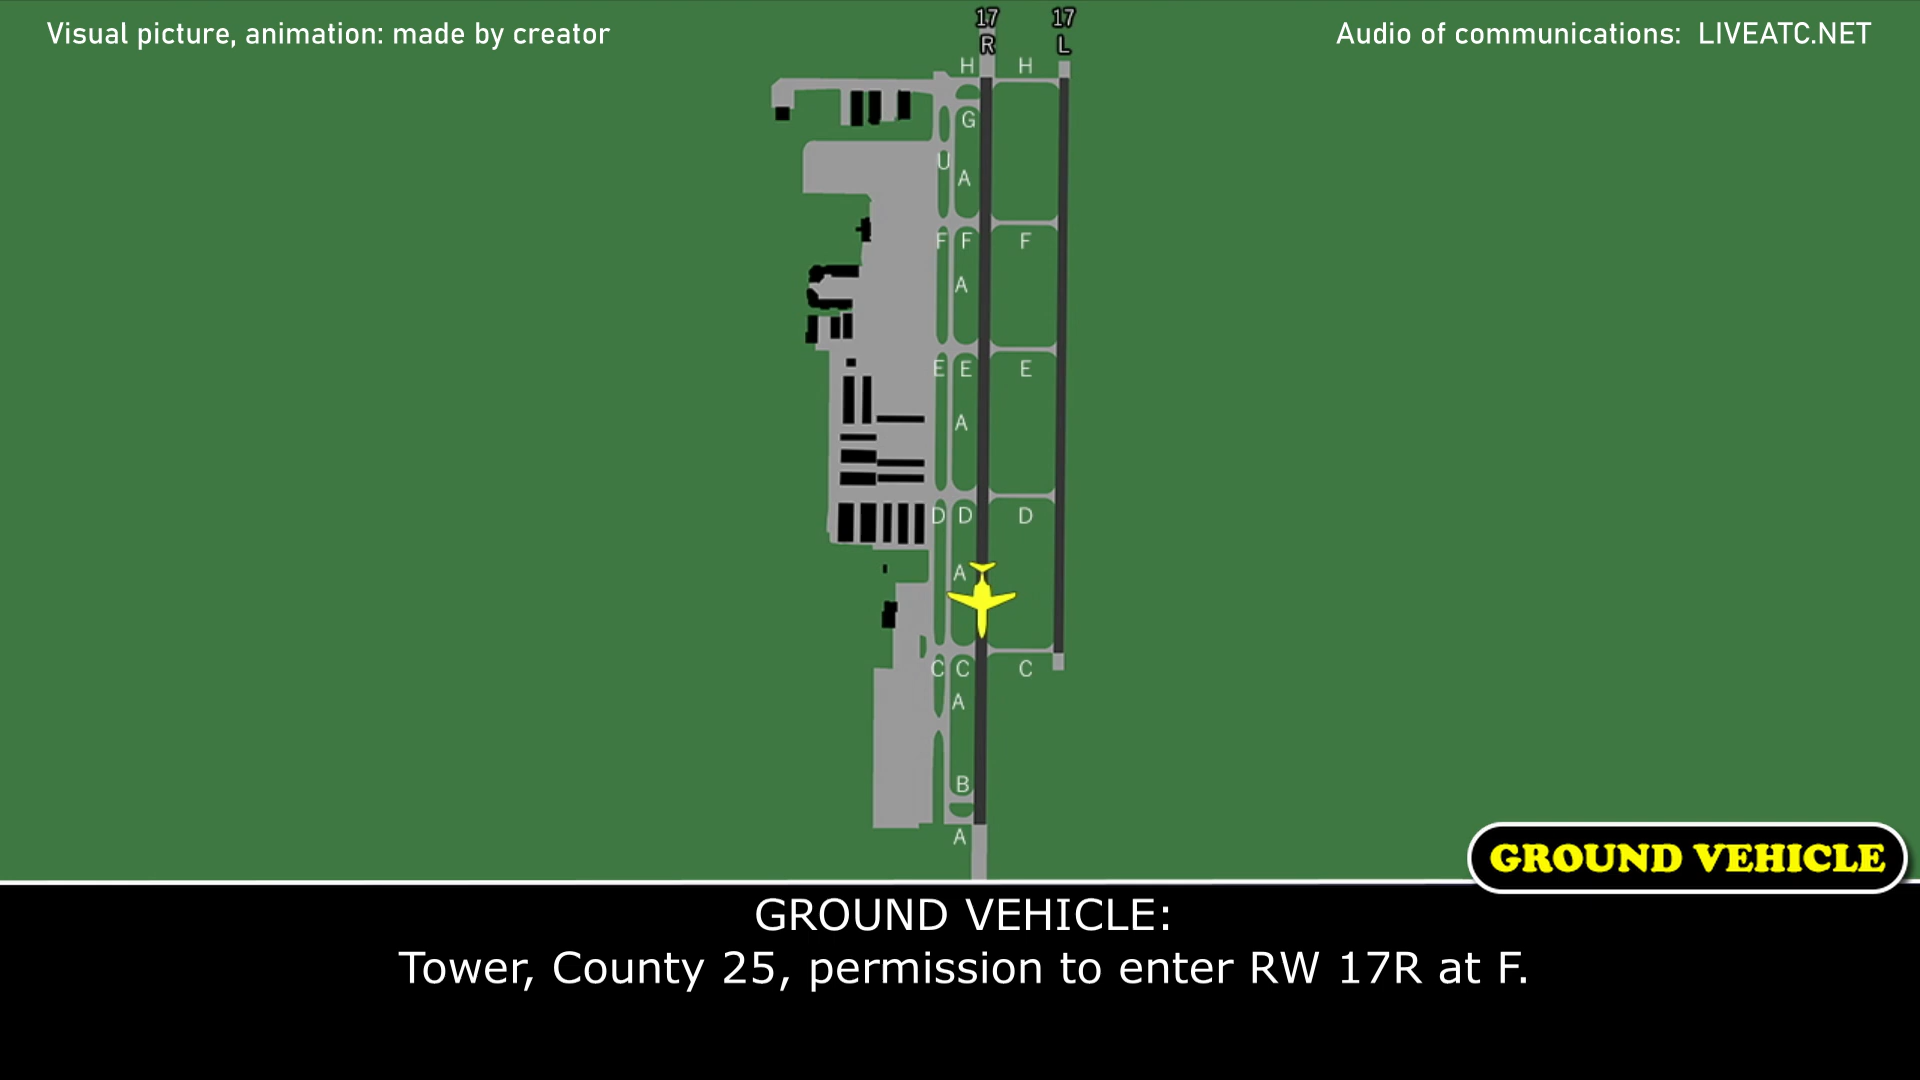 Visual picture, animation: made by creator
Audio of communications: LIVEATC.NET
17 17
R L
H H
G
U
A
F F F
A
E E E
A
D D D
A
C C C
A
B
A
GROUND VEHICLE
GROUND VEHICLE:
Tower, County 25, permission to enter RW 17R at F.